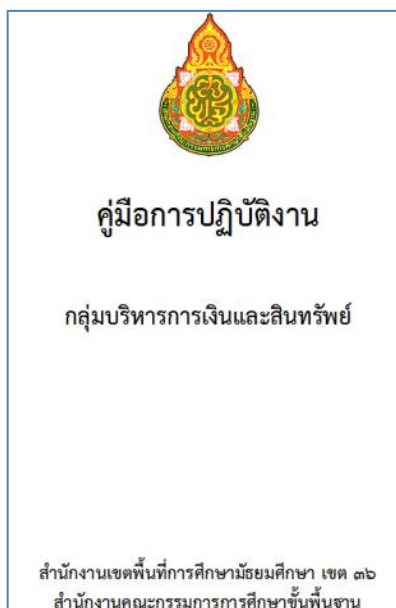 คู่มือการปฏิบัติงาน
กลุ่มบริหารการเงินและสินทรัพย์
สำนักงานเขตพื้นที่การศึกษามัธยมศึกษา เขต ๓๖
สำนักงานคณะกรรมการการศึกษาขั้นพื้นฐาน